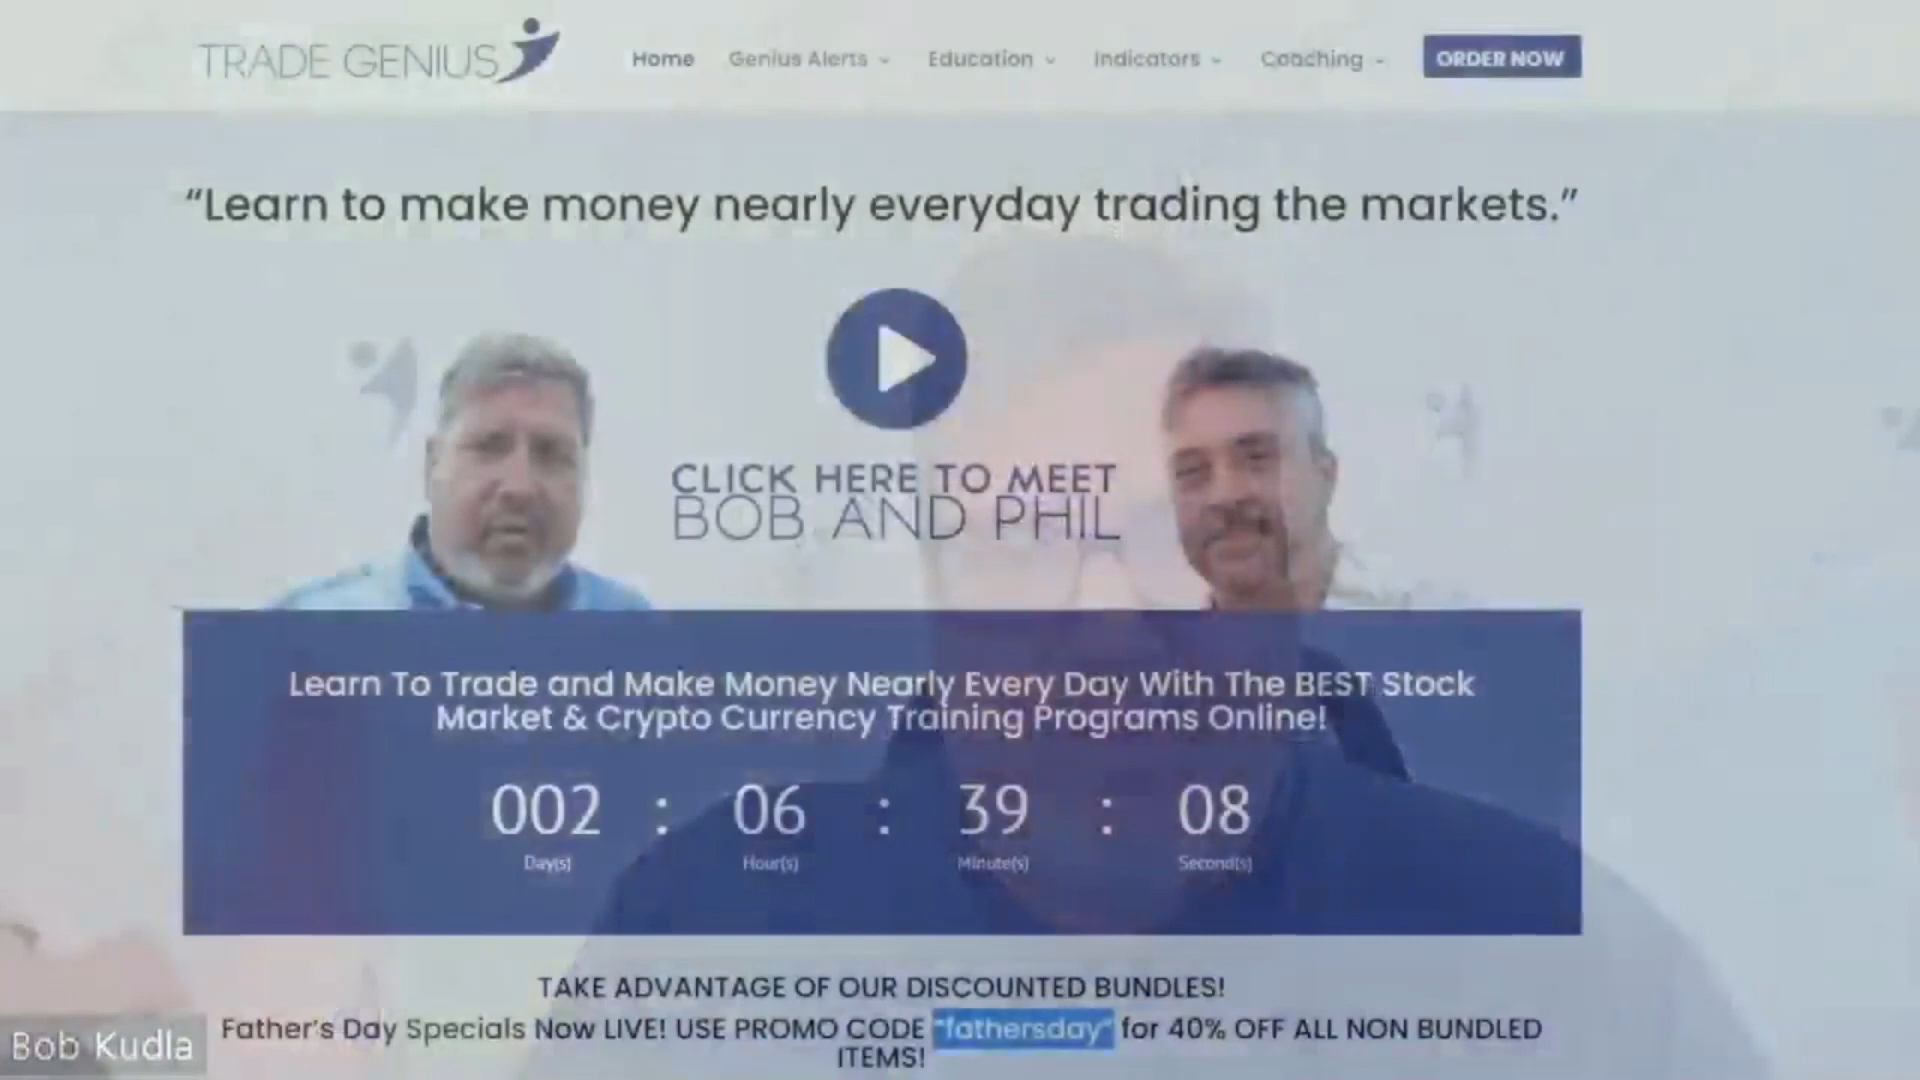 TRADE GENIUS
Home Genius Alerts Education Indicators Coaching ORDER NOW
“Learn to make money nearly everyday trading the markets.”
CLICK HERE TO MEET
BOB AND PHIL
Learn To Trade and Make Money Nearly Every Day With The BEST Stock
Market & Crypto Currency Training Programs Online!
002 : 06 : 39 : 08
Day(s) Hour(s) Minute(s) Second(s)
TAKE ADVANTAGE OF OUR DISCOUNTED BUNDLES!
Father's Day Specials Now LIVE! USE PROMO CODE "fathersday" for 40% OFF ALL NON BUNDLED
ITEMS!
Bob Kudla